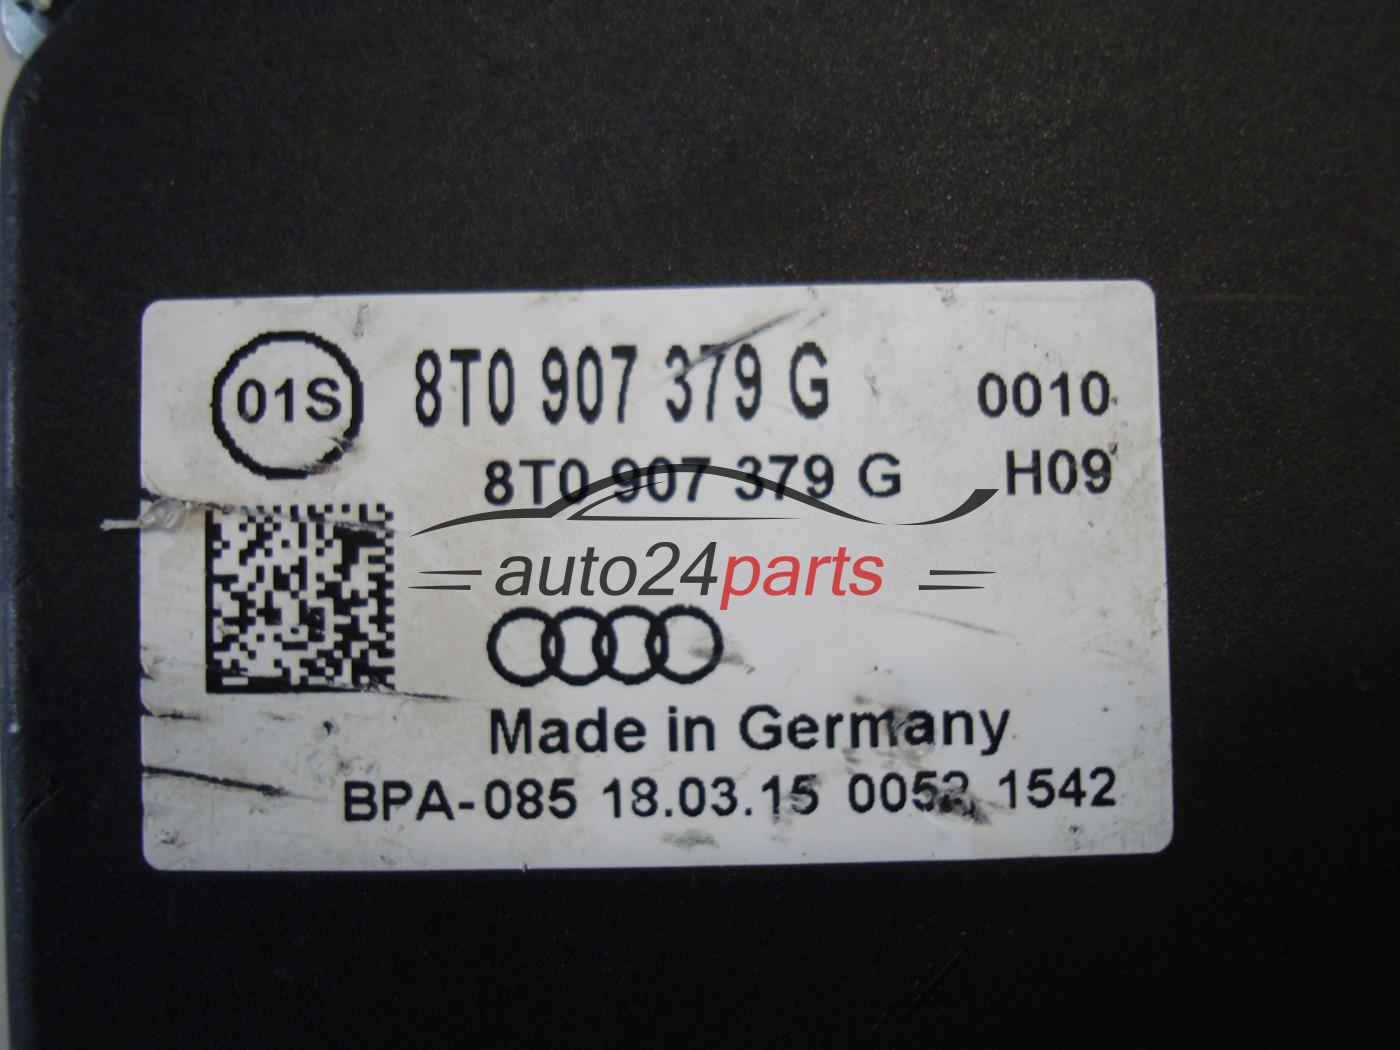 01S 8T0 907 379 G 0010
8T0 907 379 G H09
auto24parts
Made in Germany
BPA-085 18.03.15 1542